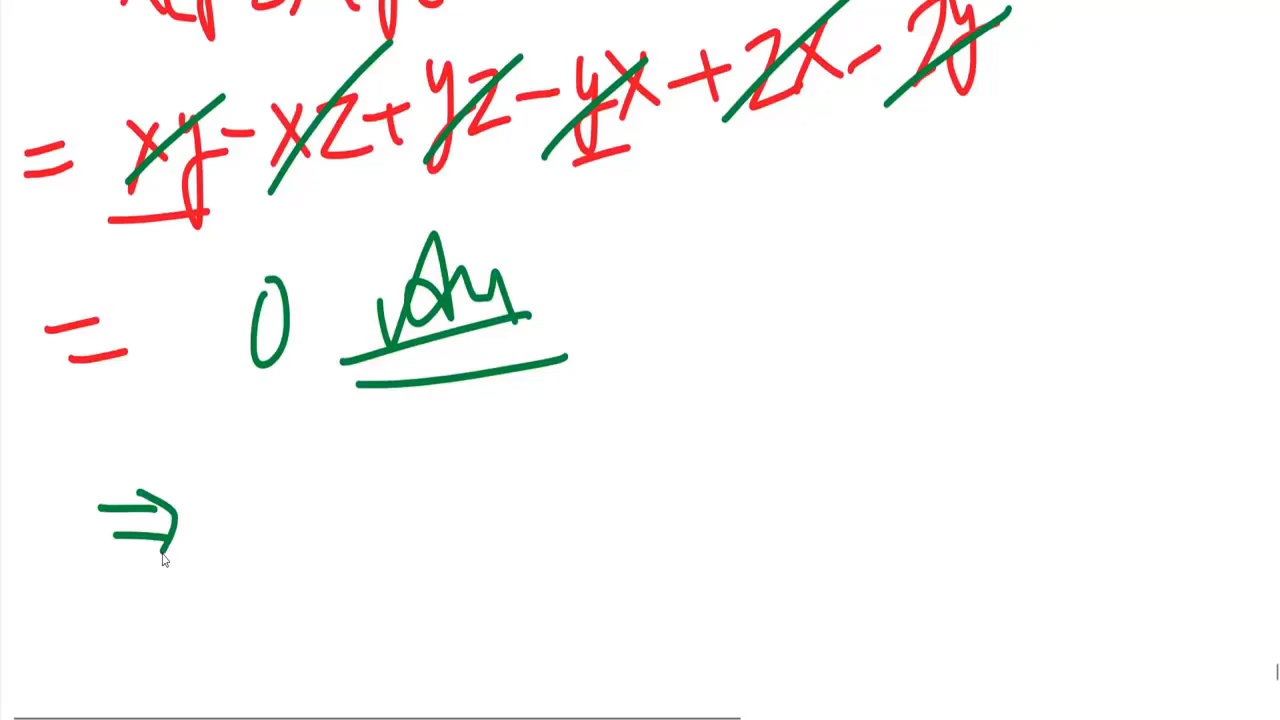 = xy - xz + yz - yx + zx - zy
= 0 Ans
⇒